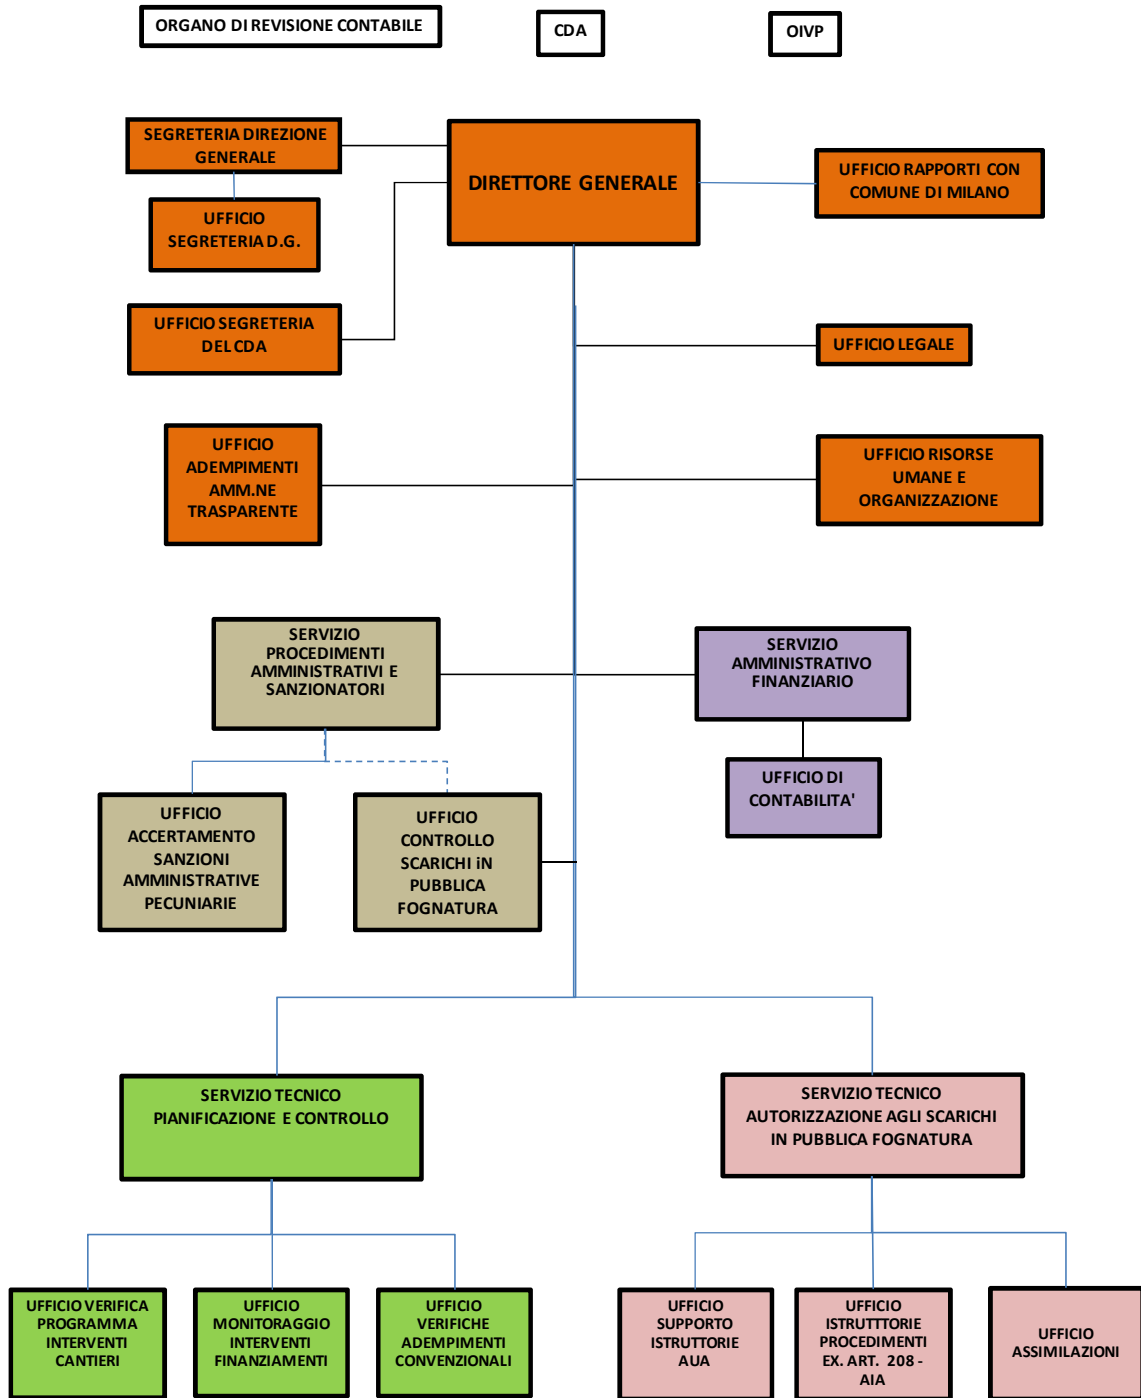 ORGANO DI REVISIONE CONTABILE
CDA
OIVP
SEGRETERIA DIREZIONE
GENERALE
DIRETTORE GENERALE
UFFICIO RAPPORTI CON
COMUNE DI MILANO
UFFICIO
SEGRETERIA D.G.
UFFICIO SEGRETERIA
DEL CDA
UFFICIO LEGALE
UFFICIO
ADEMPIMENTI
AMM.NE
TRASPARENTE
UFFICIO RISORSE
UMANE E
ORGANIZZAZIONE
SERVIZIO
PROCEDIMENTI
AMMINISTRATIVI E
SANZIONATORI
SERVIZIO
AMMINISTRATIVO
FINANZIARIO
UFFICIO DI
CONTABILITA'
UFFICIO
ACCERTAMENTO
SANZIONI
AMMINISTRATIVE
PECUNIARIE
UFFICIO
CONTROLLO
SCARICHI iN
PUBBLICA
FOGNATURA
SERVIZIO TECNICO
PIANIFICAZIONE E CONTROLLO
SERVIZIO TECNICO
AUTORIZZAZIONE AGLI SCARICHI
IN PUBBLICA FOGNATURA
UFFICIO VERIFICA
PROGRAMMA
INTERVENTI
CANTIERI
UFFICIO
MONITORAGGIO
INTERVENTI
FINANZIAMENTI
UFFICIO
VERIFICHE
ADEMPIMENTI
CONVENZIONALI
UFFICIO
SUPPORTO
ISTRUTTORIE
AUA
UFFICIO
ISTRUTTTORIE
PROCEDIMENTI
EX. ART. 208 -
AIA
UFFICIO
ASSIMILAZIONI